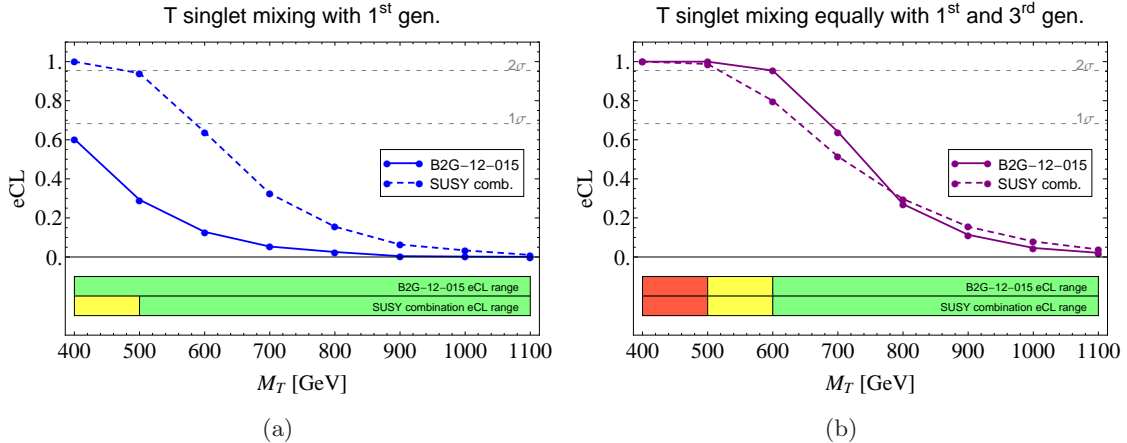 T singlet mixing with 1st gen.
1.
0.8
0.6
0.4
0.2
0.
eCL
2σ
1σ
B2G−12−015
SUSY comb.
B2G−12−015 eCL range
SUSY combination eCL range
400 500 600 700 800 900 1000 1100
M_T [GeV]
(a)
T singlet mixing equally with 1st and 3rd gen.
1.
0.8
0.6
0.4
0.2
0.
eCL
2σ
1σ
B2G−12−015
SUSY comb.
B2G−12−015 eCL range
SUSY combination eCL range
400 500 600 700 800 900 1000 1100
M_T [GeV]
(b)